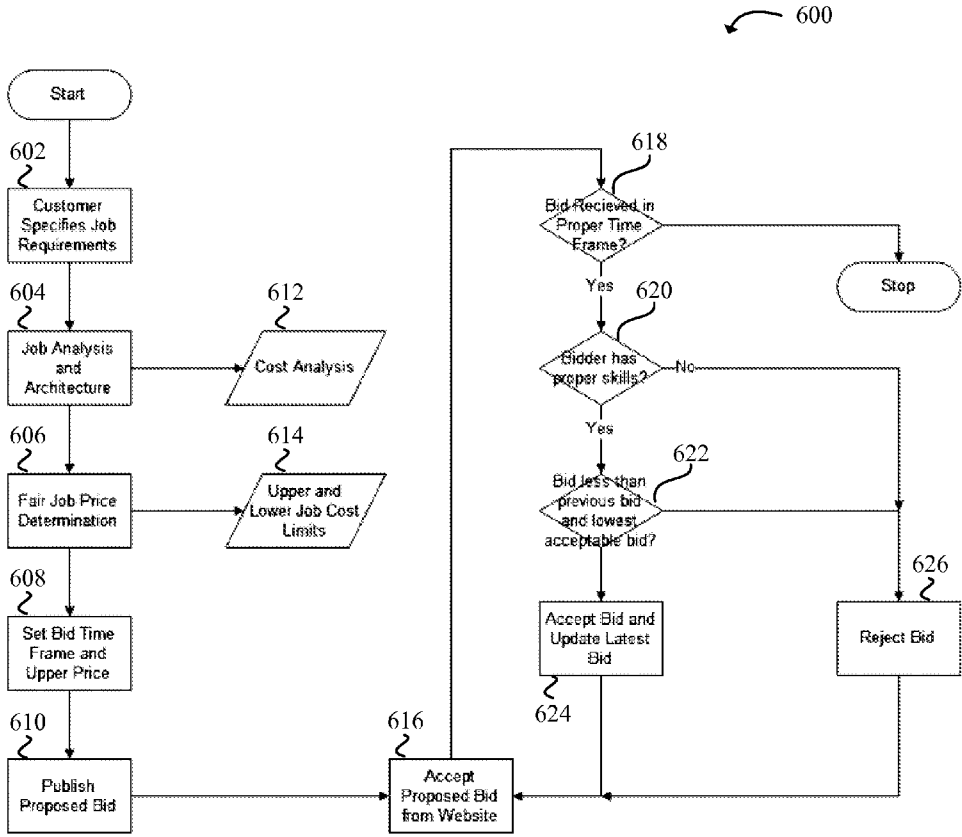 600
Start
602
Customer
Specifies Job
Requirements
604
Job Analysis
and
Architecture
612
Cost Analysis
606
Fair Job Price
Determination
614
Upper and
Lower Job Cost
Limits
608
Set Bid Time
Frame and
Upper Price
610
Publish
Proposed Bid
616
Accept
Proposed Bid
from Website
618
Bid Recieved in
Proper Time
Frame?
Stop
Yes
620
Bidder has
proper skills?
No
Yes
622
Bid less than
previous bid
and lowest
acceptable bid?
624
Accept Bid and
Update Latest
Bid
626
Reject Bid